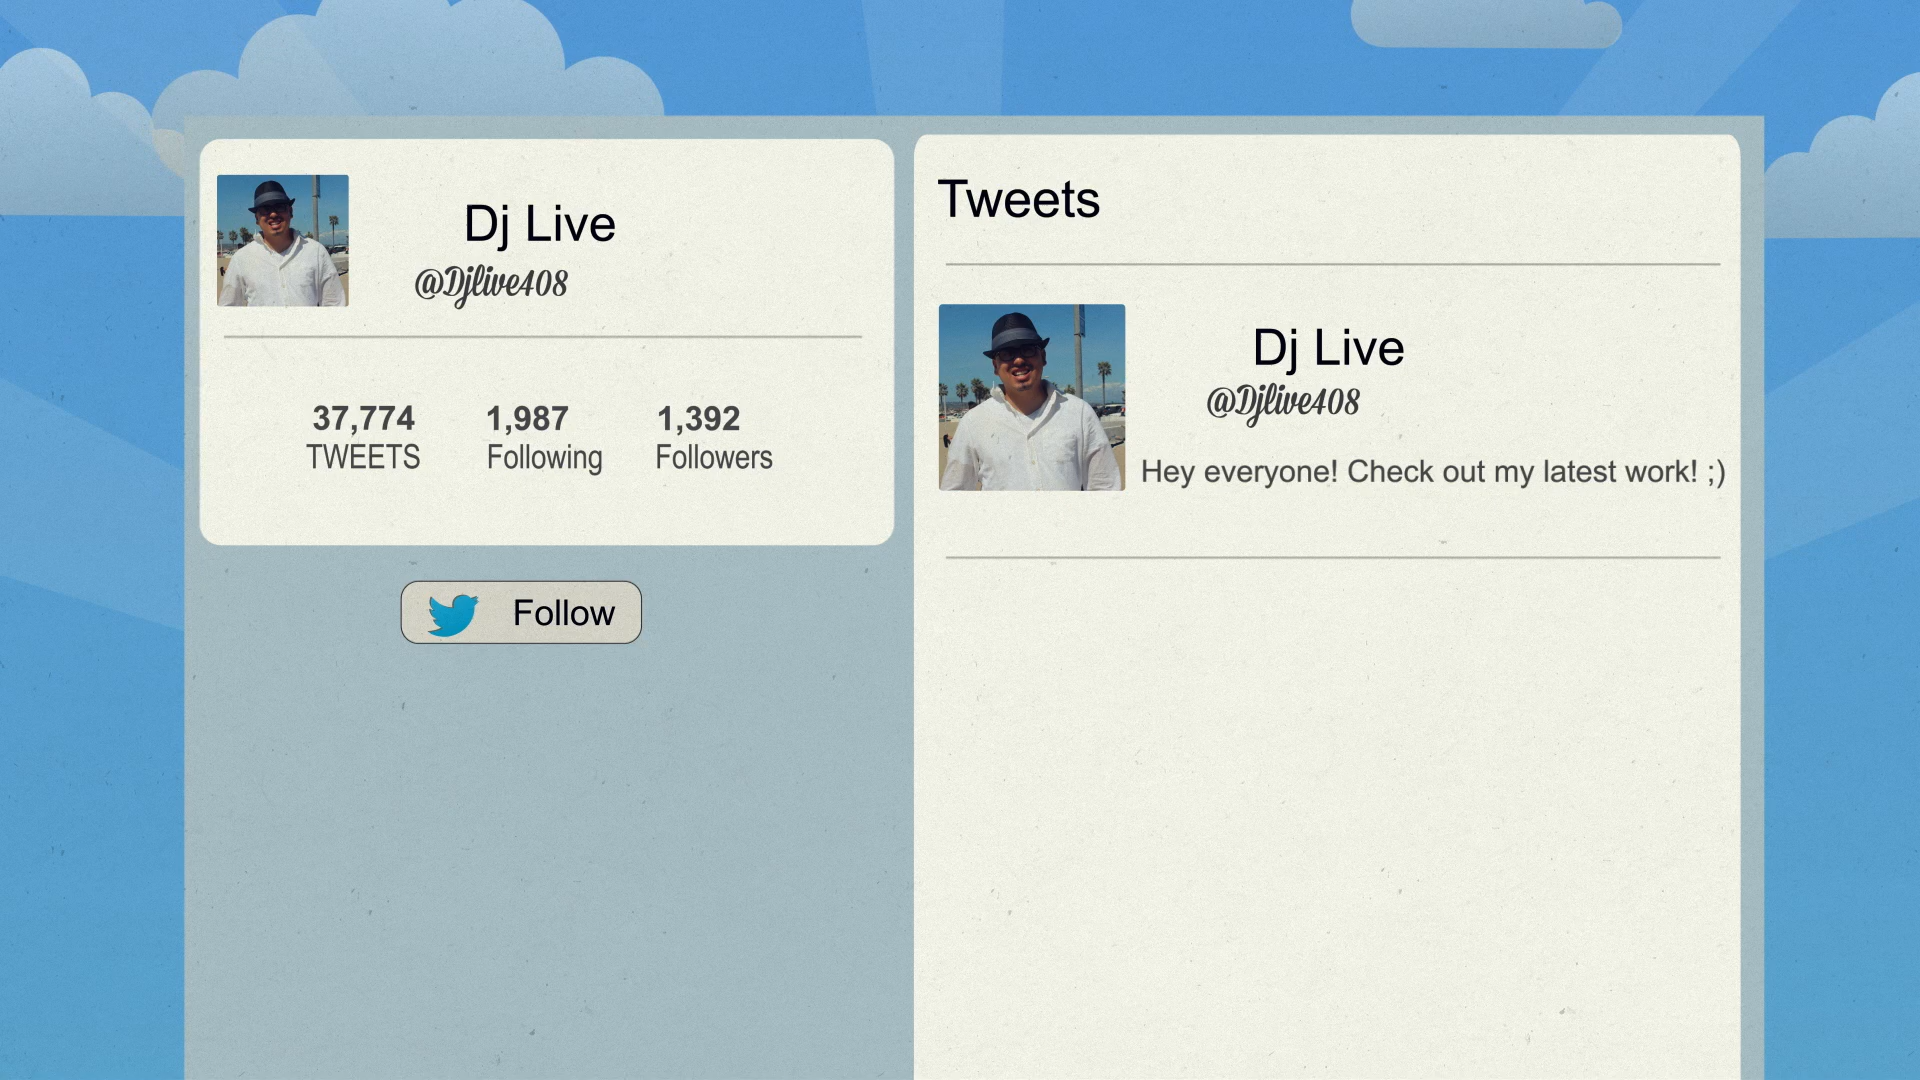 Dj Live
@Djlive408
37,774 1,987 1,392
TWEETS Following Followers
Follow
Tweets
Dj Live
@Djlive408
Hey everyone! Check out my latest work! ;)